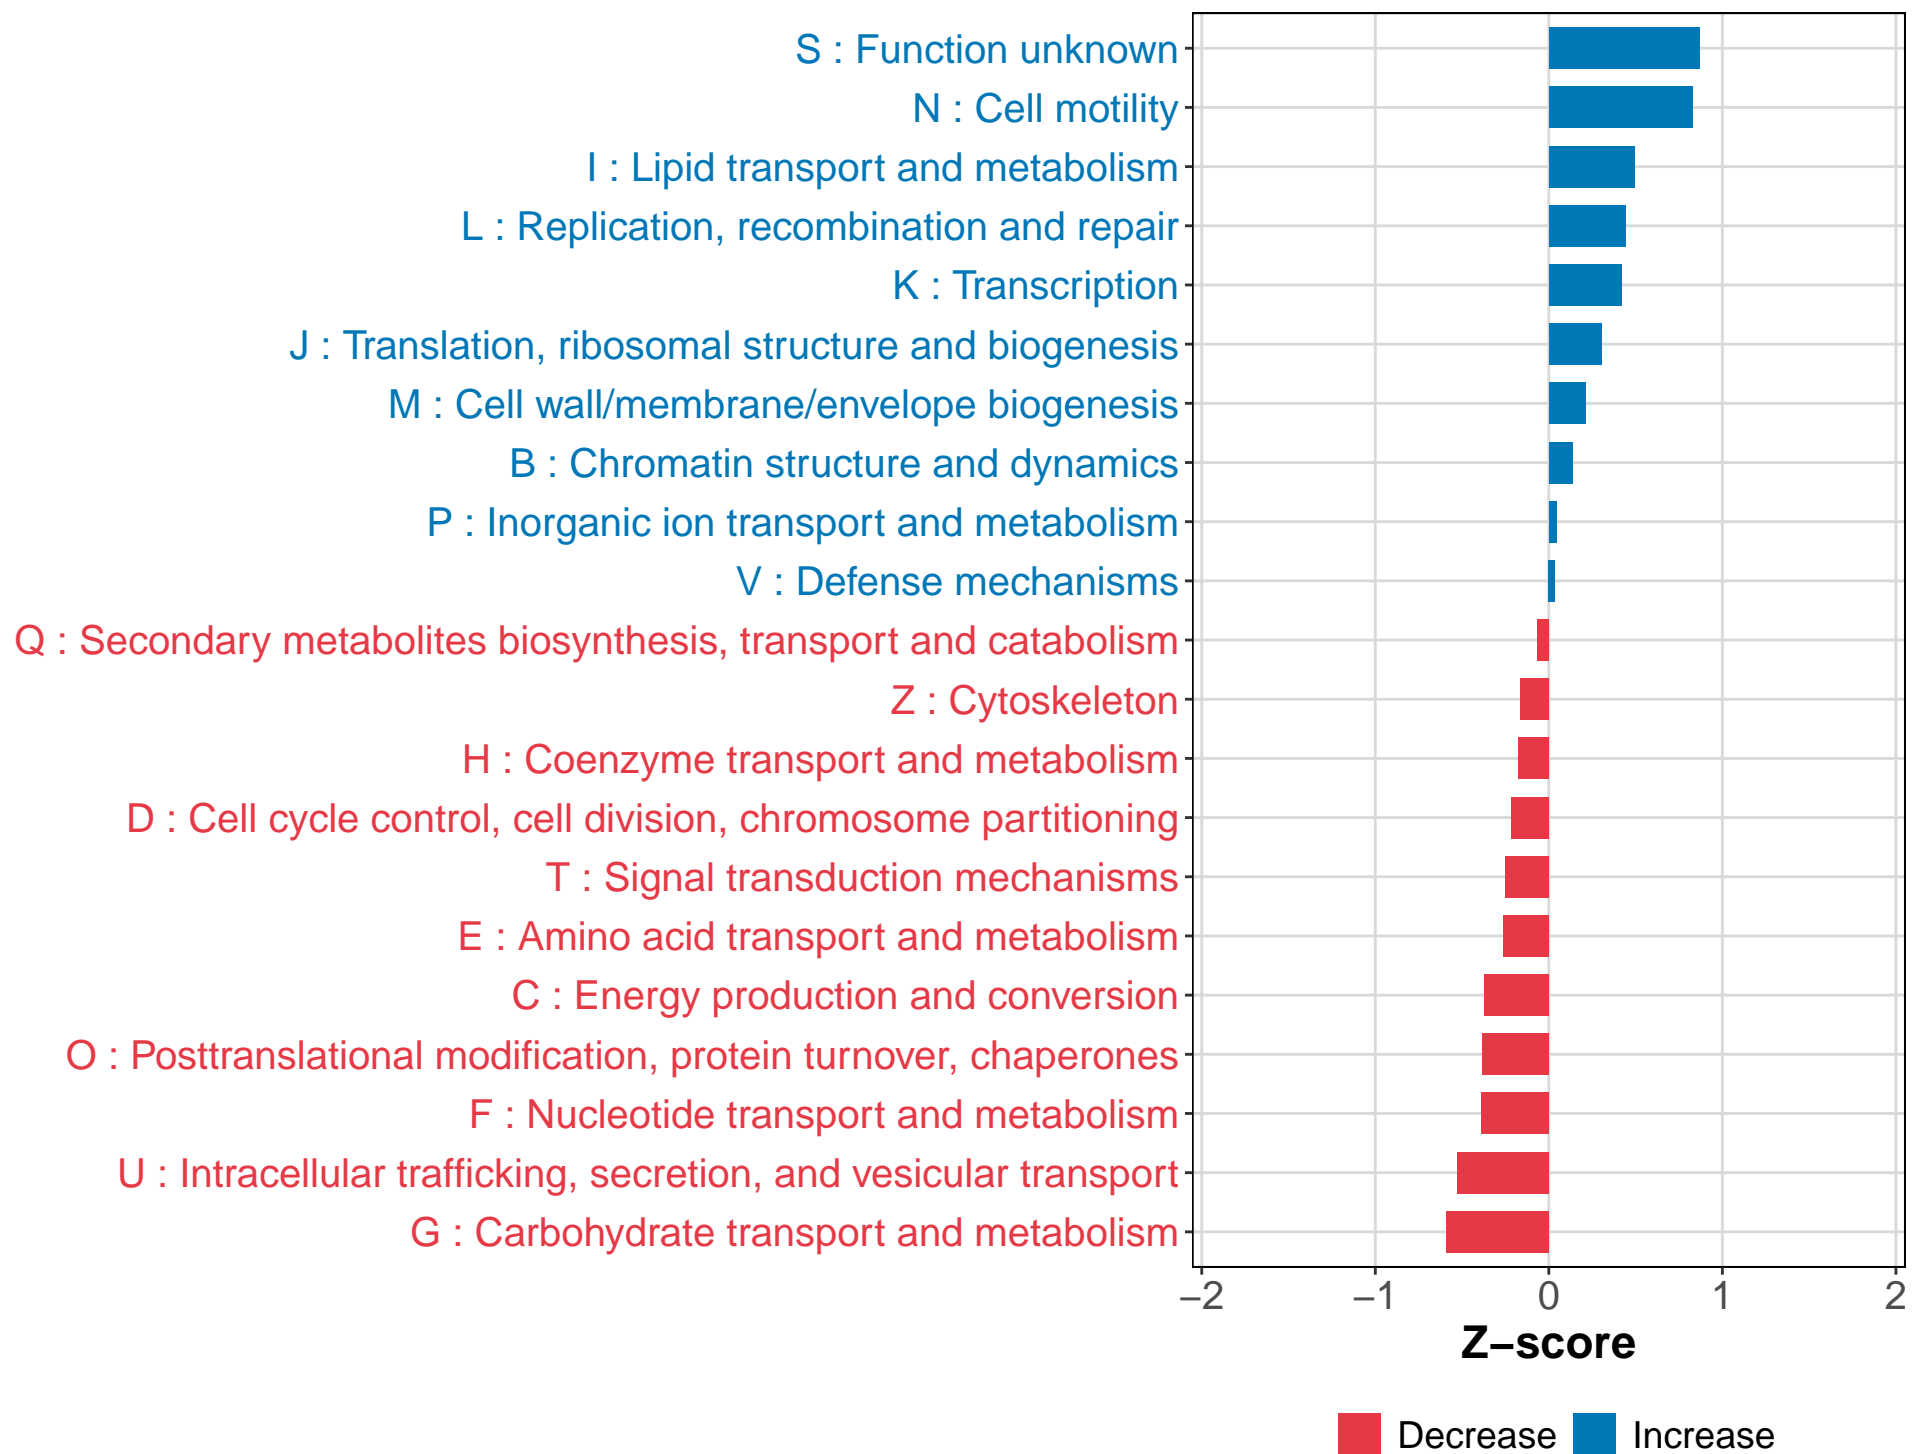 S : Function unknown
N : Cell motility
I : Lipid transport and metabolism
L : Replication, recombination and repair
K : Transcription
J : Translation, ribosomal structure and biogenesis
M : Cell wall/membrane/envelope biogenesis
B : Chromatin structure and dynamics
P : Inorganic ion transport and metabolism
V : Defense mechanisms
Q : Secondary metabolites biosynthesis, transport and catabolism
Z : Cytoskeleton
H : Coenzyme transport and metabolism
D : Cell cycle control, cell division, chromosome partitioning
T : Signal transduction mechanisms
E : Amino acid transport and metabolism
C : Energy production and conversion
O : Posttranslational modification, protein turnover, chaperones
F : Nucleotide transport and metabolism
U : Intracellular trafficking, secretion, and vesicular transport
G : Carbohydrate transport and metabolism
−2 −1 0 1 2
Z−score
Decrease Increase